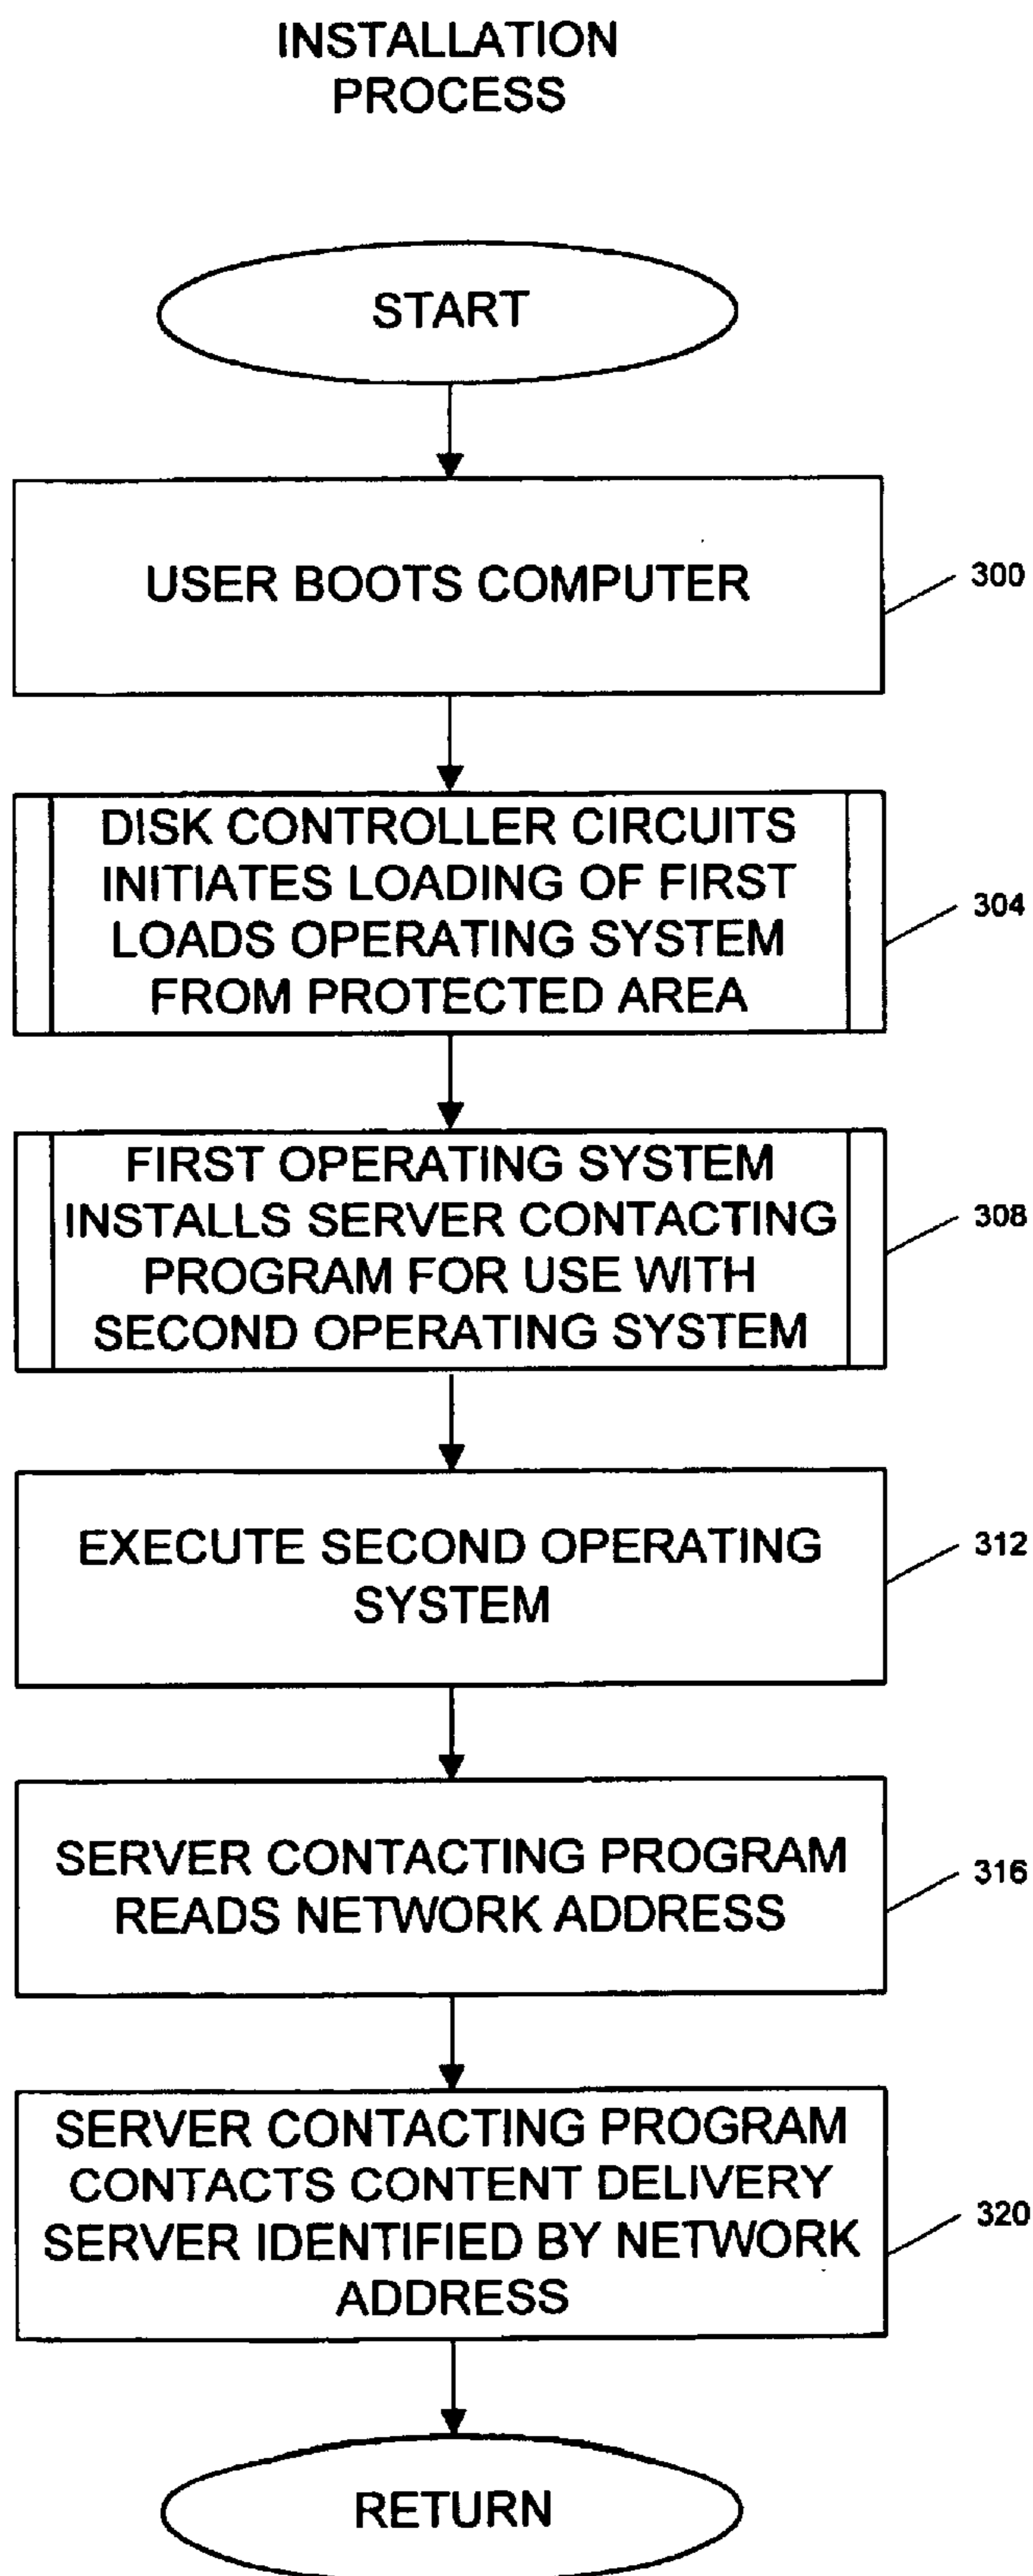 INSTALLATION
PROCESS
START
USER BOOTS COMPUTER
300
DISK CONTROLLER CIRCUITS
INITIATES LOADING OF FIRST
LOADS OPERATING SYSTEM
FROM PROTECTED AREA
304
FIRST OPERATING SYSTEM
INSTALLS SERVER CONTACTING
PROGRAM FOR USE WITH
SECOND OPERATING SYSTEM
308
EXECUTE SECOND OPERATING
SYSTEM
312
SERVER CONTACTING PROGRAM
READS NETWORK ADDRESS
316
SERVER CONTACTING PROGRAM
CONTACTS CONTENT DELIVERY
SERVER IDENTIFIED BY NETWORK
ADDRESS
320
RETURN